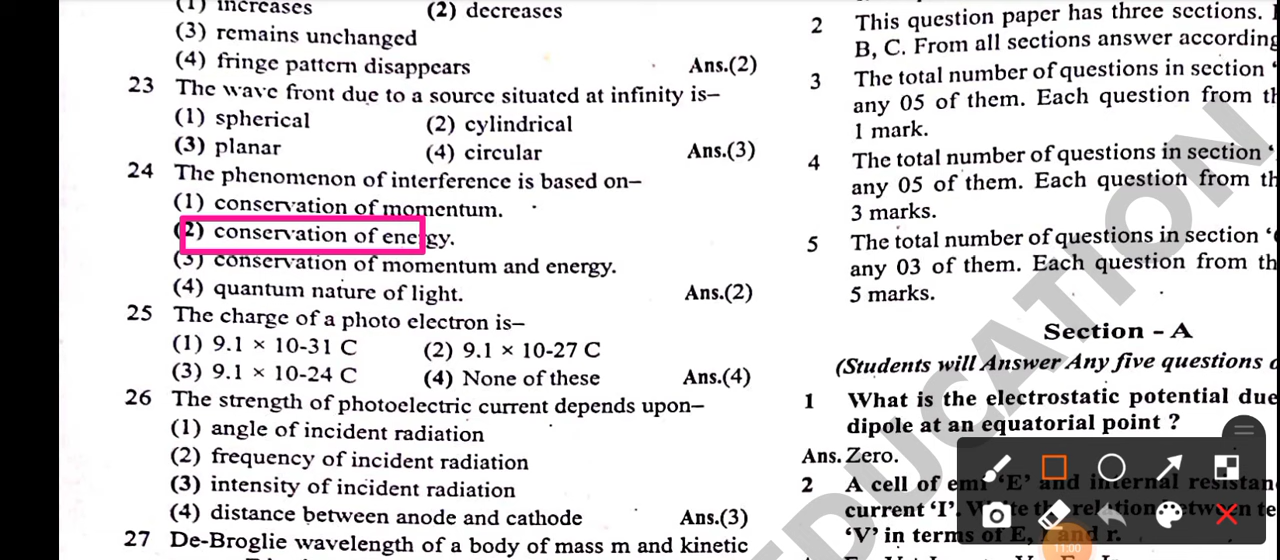 (1) increases (2) decreases
(3) remains unchanged
(4) fringe pattern disappears Ans.(2)
23 The wave front due to a source situated at infinity is–
(1) spherical (2) cylindrical
(3) planar (4) circular Ans.(3)
24 The phenomenon of interference is based on–
(1) conservation of momentum.
(2) conservation of energy.
(3) conservation of momentum and energy.
(4) quantum nature of light. Ans.(2)
25 The charge of a photo electron is–
(1) 9.1 × 10-31 C (2) 9.1 × 10-27 C
(3) 9.1 × 10-24 C (4) None of these Ans.(4)
26 The strength of photoelectric current depends upon–
(1) angle of incident radiation
(2) frequency of incident radiation
(3) intensity of incident radiation
(4) distance between anode and cathode Ans.(3)
27 De-Broglie wavelength of a body of mass m and kinetic
2 This question paper has three sections.
B, C. From all sections answer according
3 The total number of questions in section
any 05 of them. Each question from
1 mark.
4 The total number of questions in section
any 05 of them. Each question from
3 marks.
5 The total number of questions in section
any 03 of them. Each question from
5 marks.
Section - A
(Students will Answer Any five questions
1 What is the electrostatic potential due
dipole at an equatorial point ?
Ans. Zero.
2 A cell of emf 'E' and internal
current 'I'.
'V' in terms of E, r and r.
EDUCATION
11:00